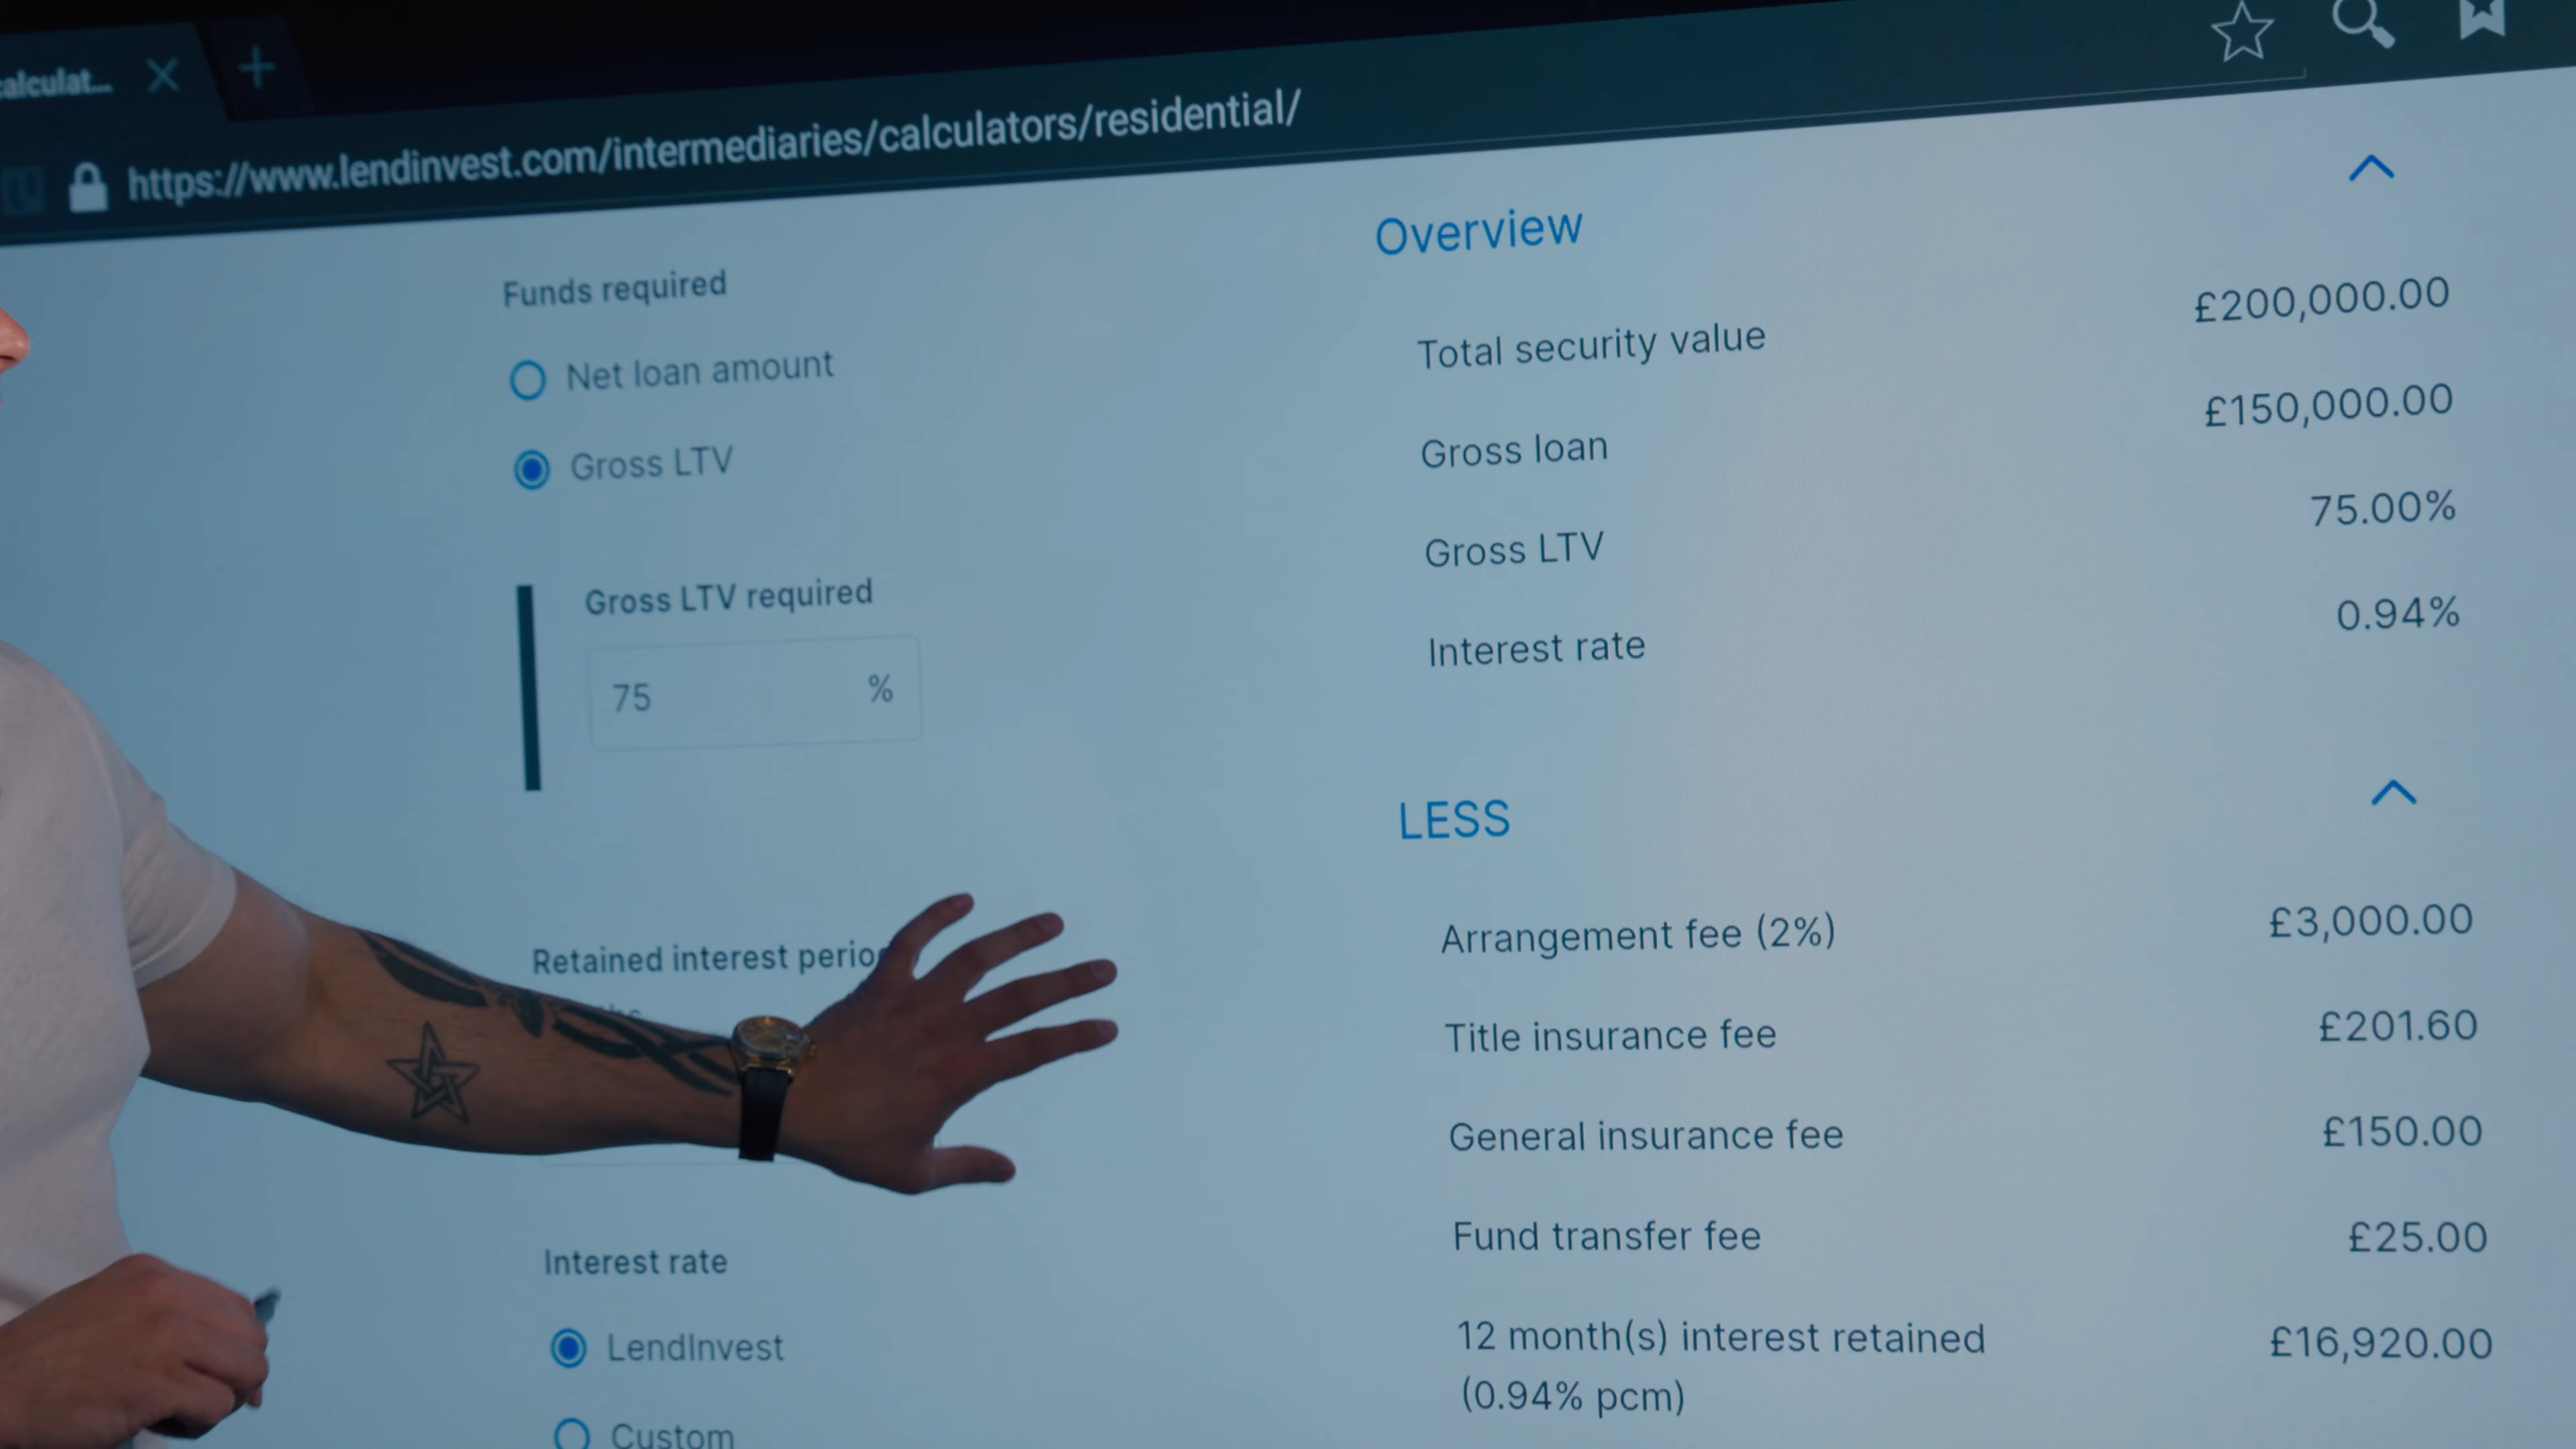 calculat...
https://www.lendinvest.com/intermediaries/calculators/residential/
Funds required
Net loan amount
Gross LTV
Gross LTV required
75 %
Retained interest
Interest rate
LendInvest
Custom
Overview
Total security value £200,000.00
Gross loan £150,000.00
Gross LTV 75.00%
Interest rate 0.94%
LESS
Arrangement fee (2%) £3,000.00
Title insurance fee £201.60
General insurance fee £150.00
Fund transfer fee £25.00
12 month(s) interest retained £16,920.00
(0.94% pcm)